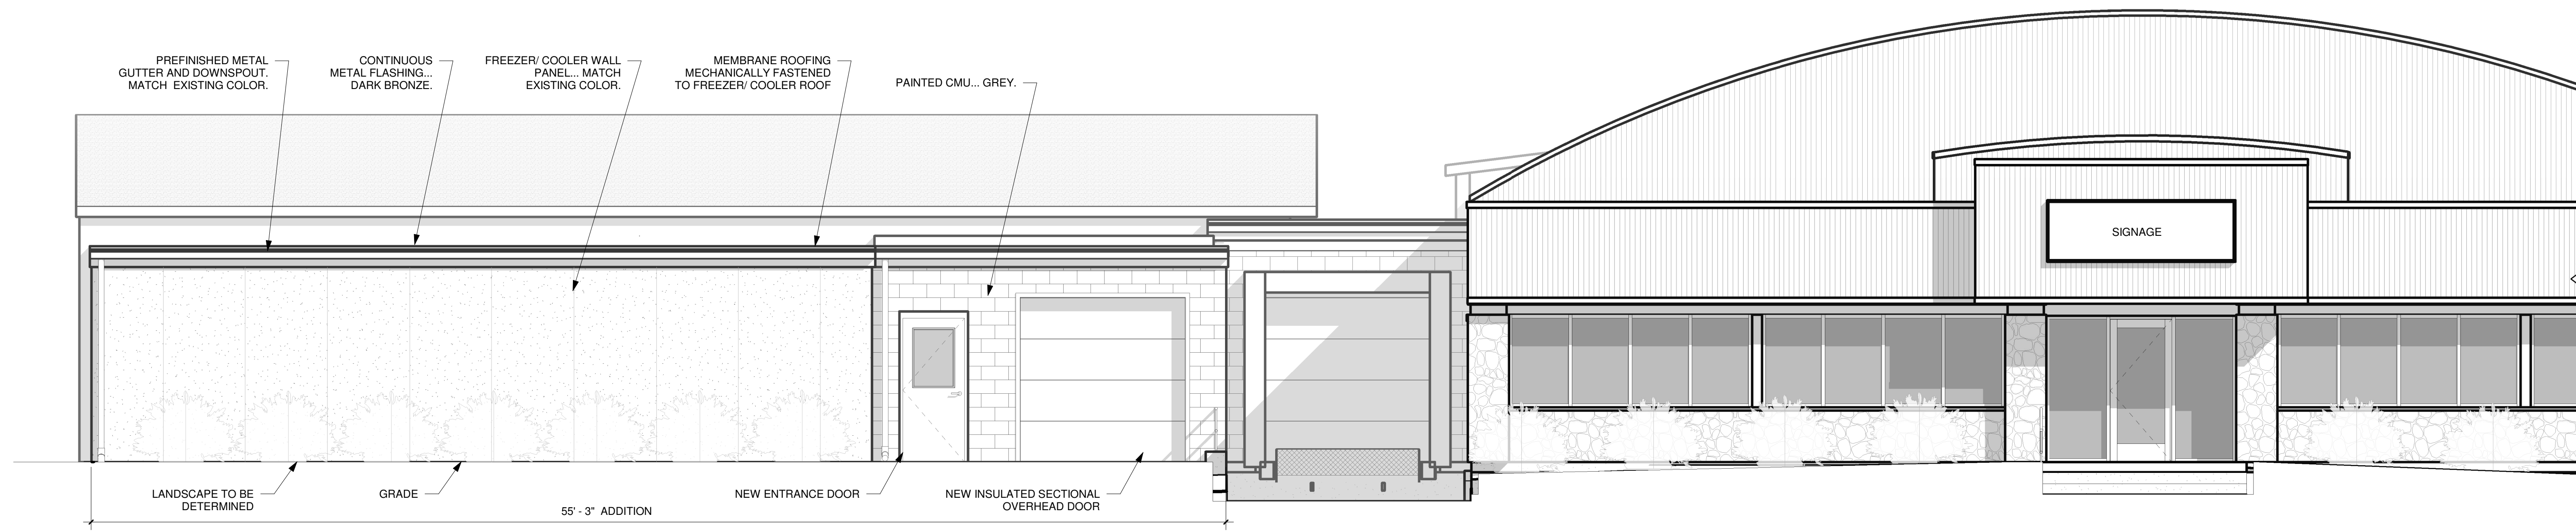 PREFINISHED METAL
GUTTER AND DOWNSPOUT.
MATCH EXISTING COLOR.
CONTINUOUS
METAL FLASHING...
DARK BRONZE.
FREEZER/ COOLER WALL
PANEL... MATCH
EXISTING COLOR.
MEMBRANE ROOFING
MECHANICALLY FASTENED
TO FREEZER/ COOLER ROOF
PAINTED CMU... GREY.
SIGNAGE
LANDSCAPE TO BE
DETERMINED
GRADE
NEW ENTRANCE DOOR
NEW INSULATED SECTIONAL
OVERHEAD DOOR
55' - 3" ADDITION